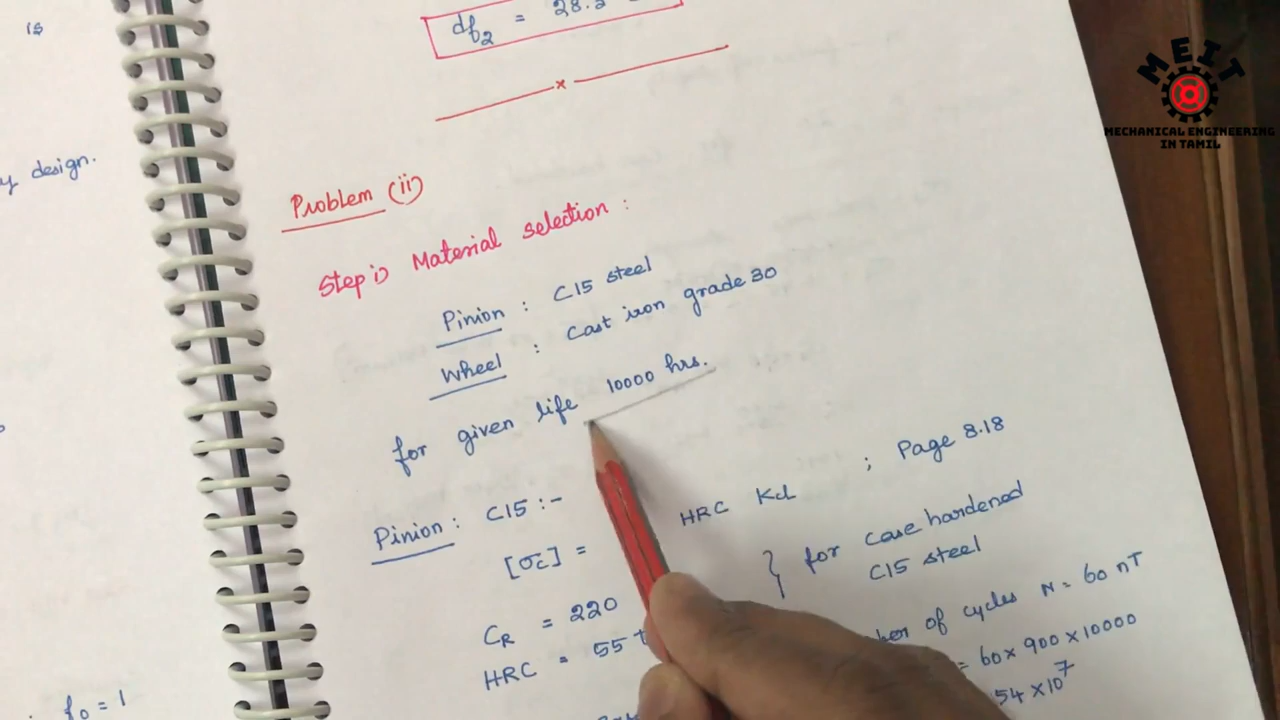 is
y design.
f₀ = 1
df₂ = 28.2
x
Problem (ii)
Step i) Material selection :
Pinion : C15 steel
Wheel : Cast iron grade 30
for given life 10000 hrs.
Pinion : C15 :-
[σc] = HRC Kcl ; Page 8.18
CR = 220
HRC = 55 t
} for case hardened
C15 steel
of cycles N = 60 nT
= 60 x 900 x 10000
54 x 10⁷
MEIT
MECHANICAL ENGINEERING
IN TAMIL